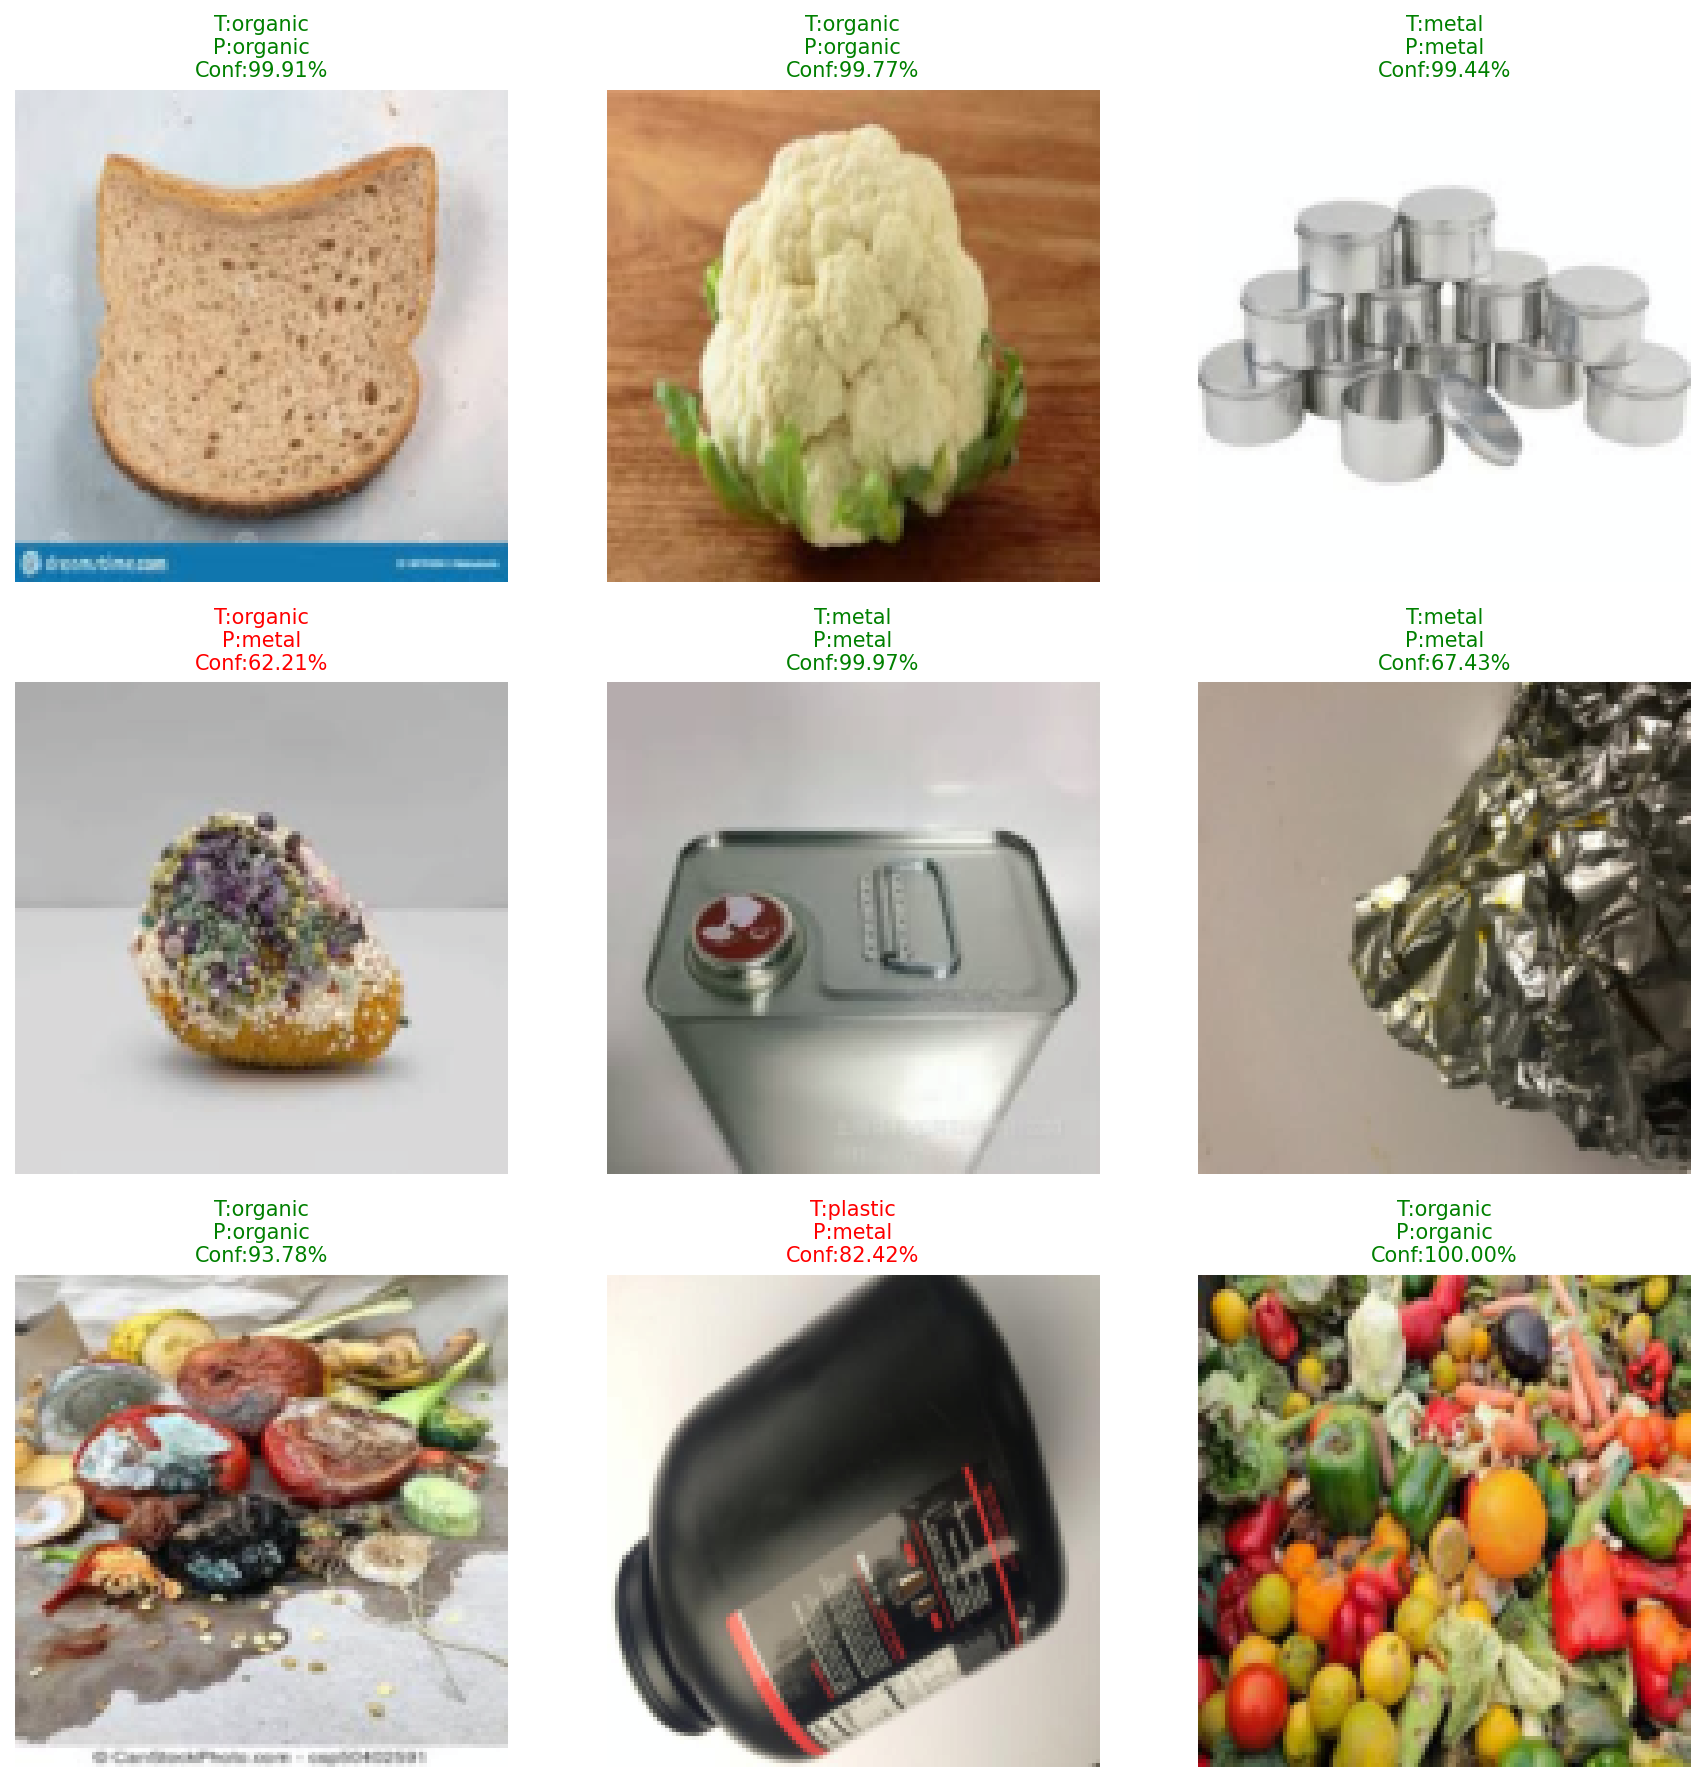 T:organic
P:organic
Conf:99.91%
T:organic
P:organic
Conf:99.77%
T:metal
P:metal
Conf:99.44%
dreamstime.com
T:organic
P:metal
Conf:62.21%
T:metal
P:metal
Conf:99.97%
T:metal
P:metal
Conf:67.43%
T:organic
P:organic
Conf:93.78%
T:plastic
P:metal
Conf:82.42%
T:organic
P:organic
Conf:100.00%
© CanStockPhoto.com -